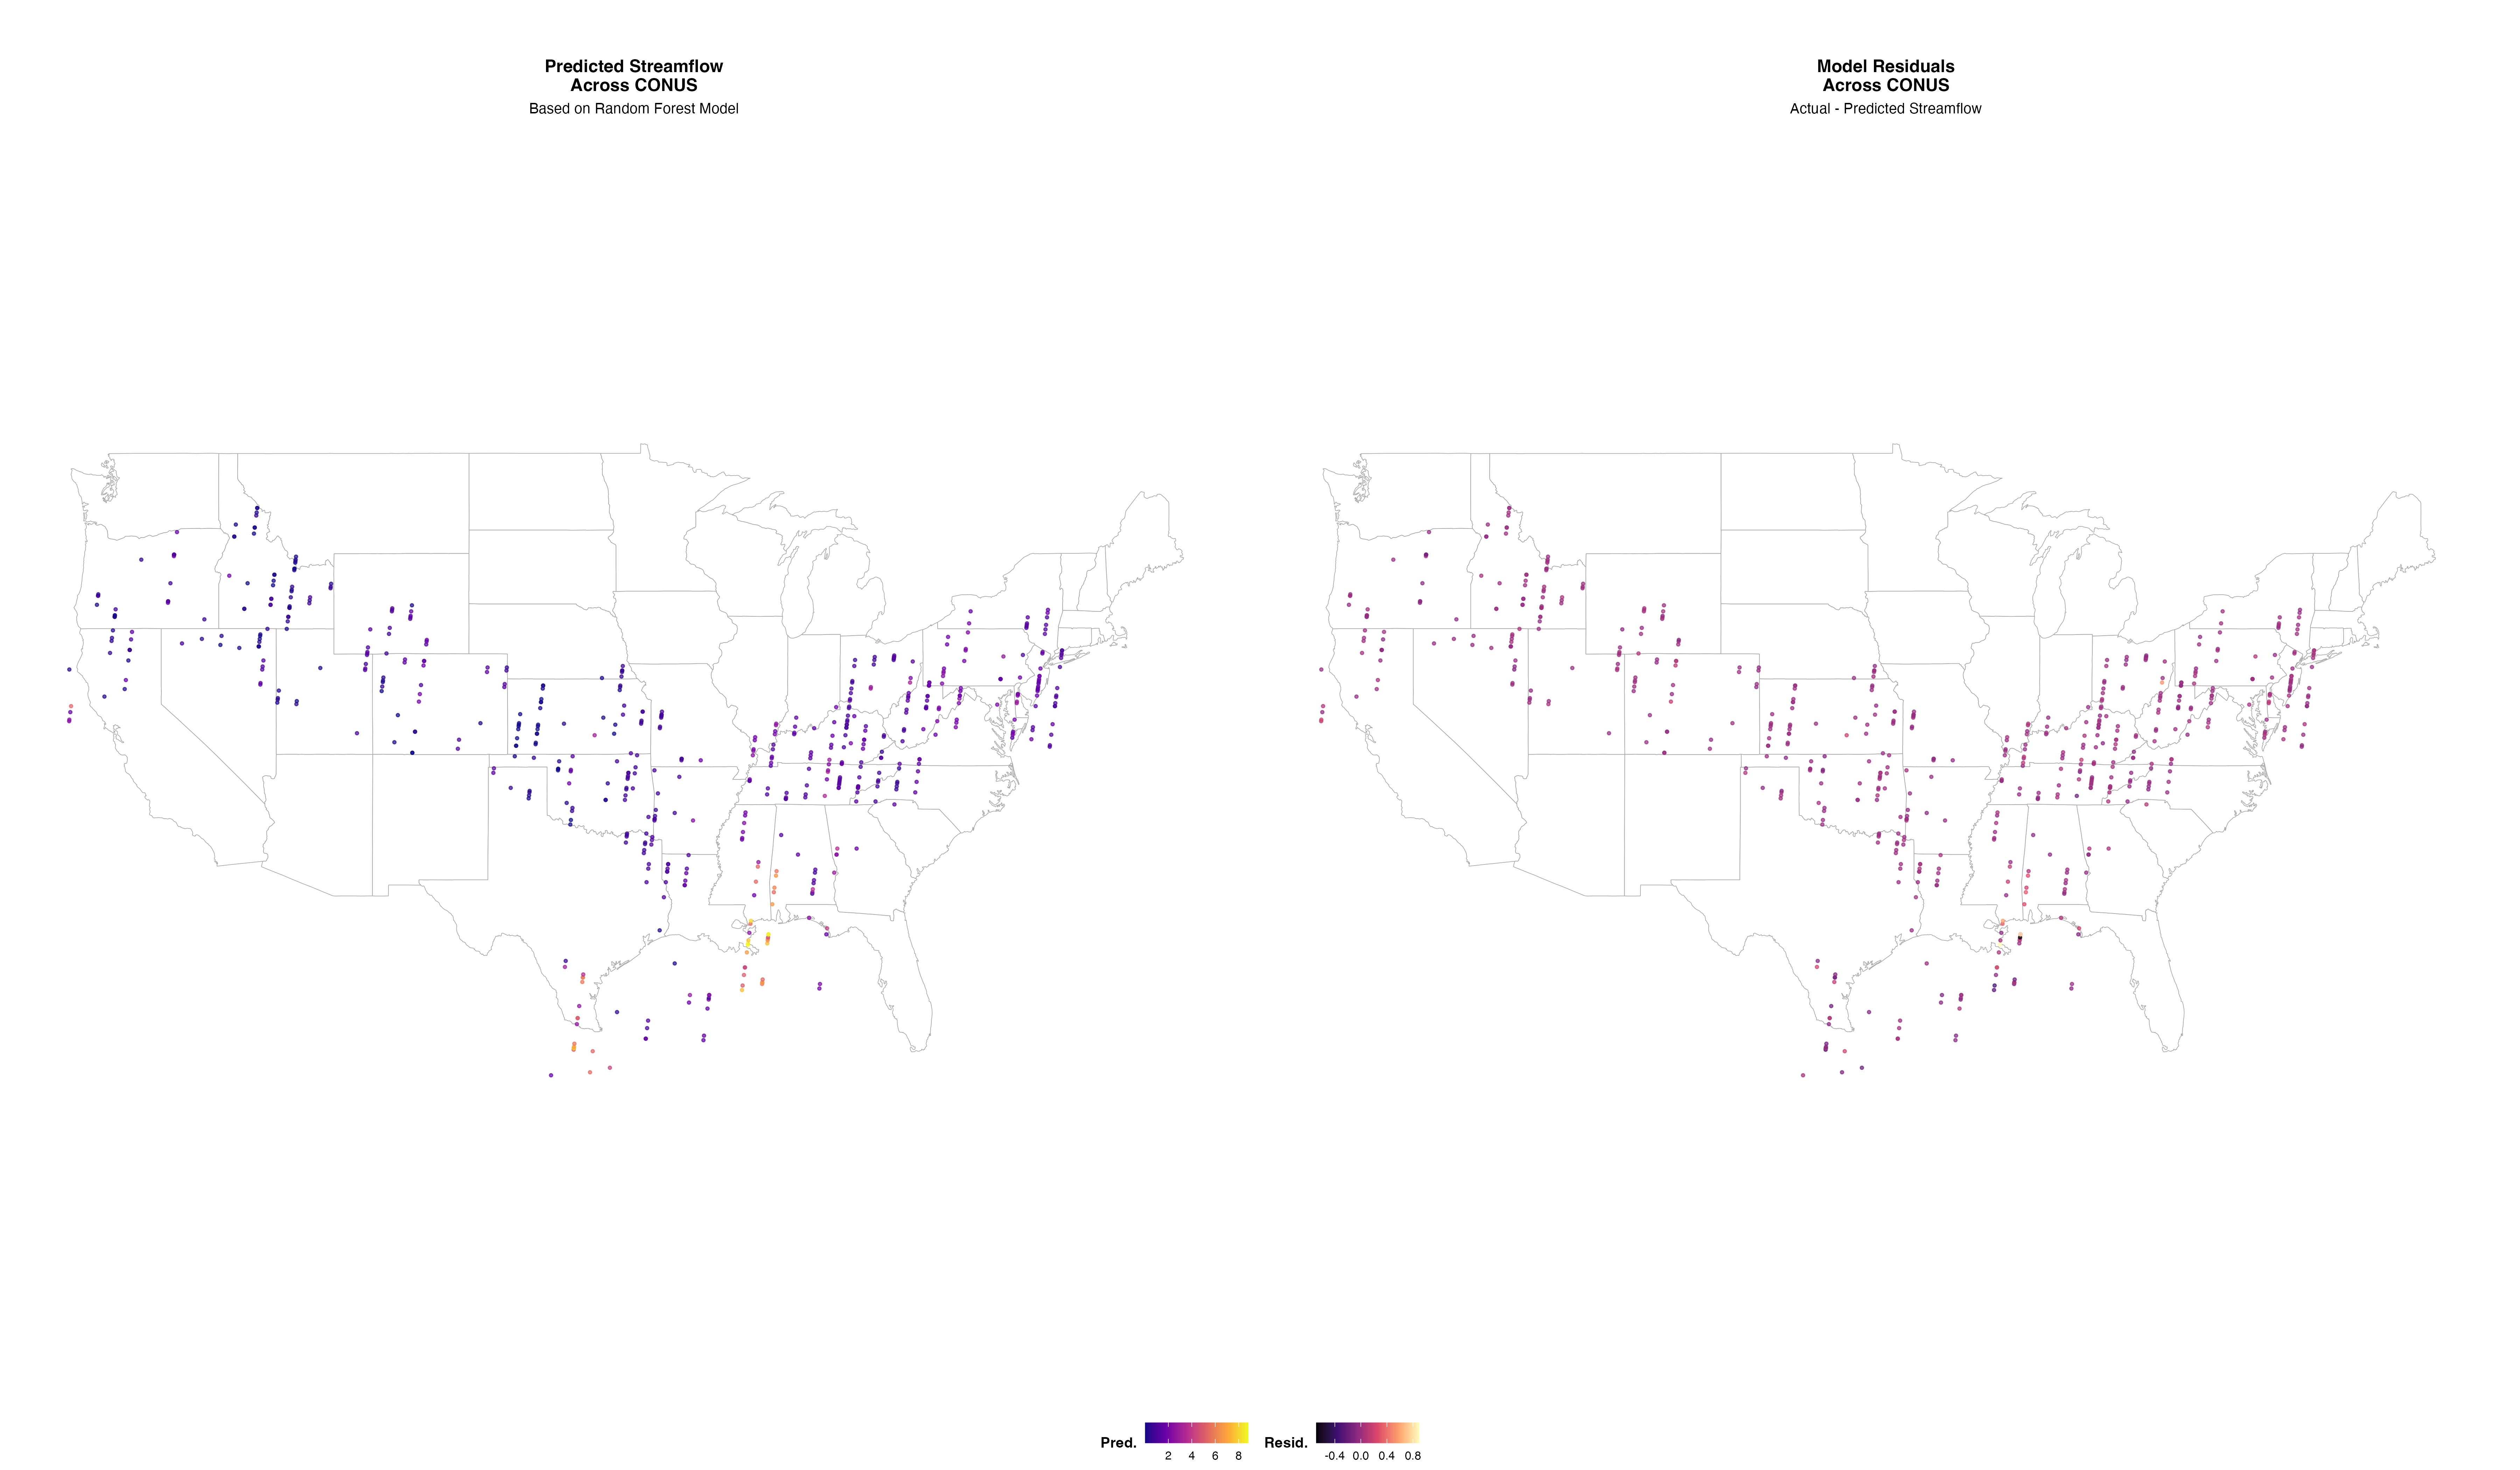 Predicted Streamflow
Across CONUS
Based on Random Forest Model
Model Residuals
Across CONUS
Actual - Predicted Streamflow
Pred.
2 4 6 8
Resid.
-0.4 0.0 0.4 0.8